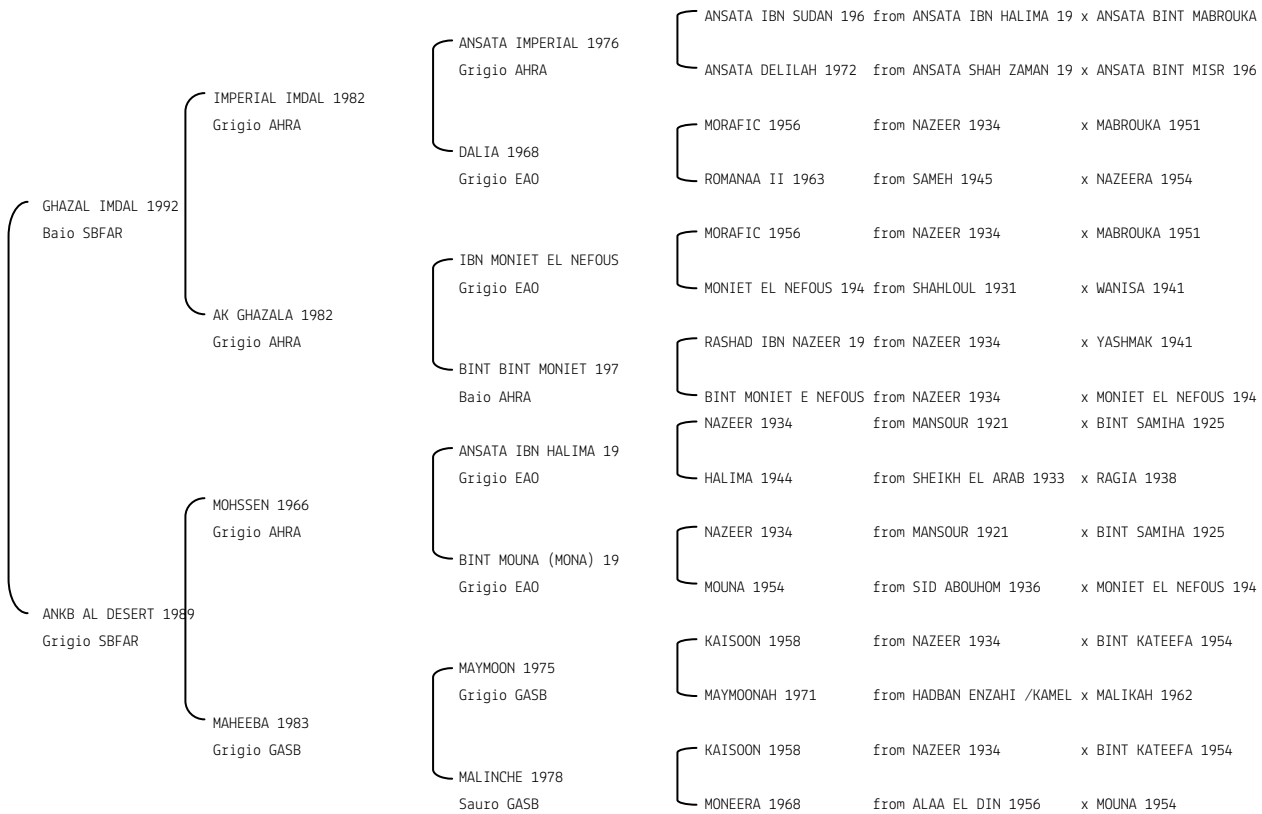 ANSATA IBN SUDAN 196 from ANSATA IBN HALIMA 19 x ANSATA BINT MABROUKA
ANSATA IMPERIAL 1976
Grigio AHRA
ANSATA DELILAH 1972 from ANSATA SHAH ZAMAN 19 x ANSATA BINT MISR 196
IMPERIAL IMDAL 1982
Grigio AHRA
MORAFIC 1956 from NAZEER 1934 x MABROUKA 1951
DALIA 1968
Grigio EAO
ROMANAA II 1963 from SAMEH 1945 x NAZEERA 1954
GHAZAL IMDAL 1992
Baio SBFAR
MORAFIC 1956 from NAZEER 1934 x MABROUKA 1951
IBN MONIET EL NEFOUS
Grigio EAO
MONIET EL NEFOUS 194 from SHAHLOUL 1931 x WANISA 1941
AK GHAZALA 1982
Grigio AHRA
RASHAD IBN NAZEER 19 from NAZEER 1934 x YASHMAK 1941
BINT BINT MONIET 197
Baio AHRA
BINT MONIET E NEFOUS from NAZEER 1934 x MONIET EL NEFOUS 194
NAZEER 1934 from MANSOUR 1921 x BINT SAMIHA 1925
ANSATA IBN HALIMA 19
Grigio EAO
HALIMA 1944 from SHEIKH EL ARAB 1933 x RAGIA 1938
MOHSSEN 1966
Grigio AHRA
NAZEER 1934 from MANSOUR 1921 x BINT SAMIHA 1925
BINT MOUNA (MONA) 19
Grigio EAO
MOUNA 1954 from SID ABOUHOM 1936 x MONIET EL NEFOUS 194
ANKB AL DESERT 1989
Grigio SBFAR
KAISOON 1958 from NAZEER 1934 x BINT KATEEFA 1954
MAYMOON 1975
Grigio GASB
MAYMOONAH 1971 from HADBAN ENZAHI /KAMEL x MALIKAH 1962
MAHEEBA 1983
Grigio GASB
KAISOON 1958 from NAZEER 1934 x BINT KATEEFA 1954
MALINCHE 1978
Sauro GASB
MONEERA 1968 from ALAA EL DIN 1956 x MOUNA 1954